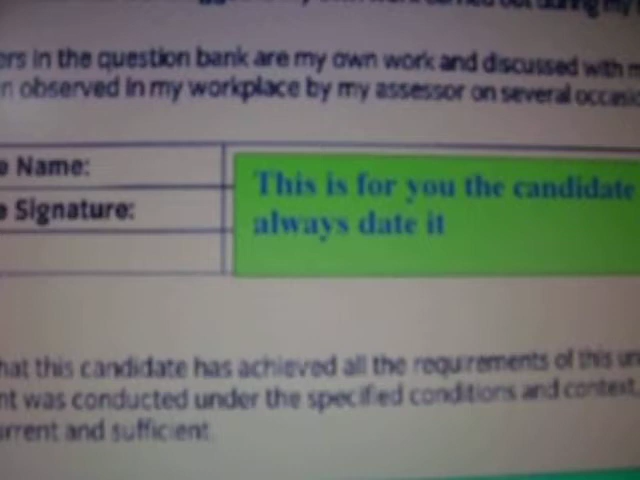 ors in the question bank are my own work and discussed with m
n observed in my workplace by my assessor on several occasio
e Name:
This is for you the candidate
e Signature:
always date it
hat this candidate has achieved all the requirements of this un
nt was conducted under the specified conditions and context,
urrent and sufficient